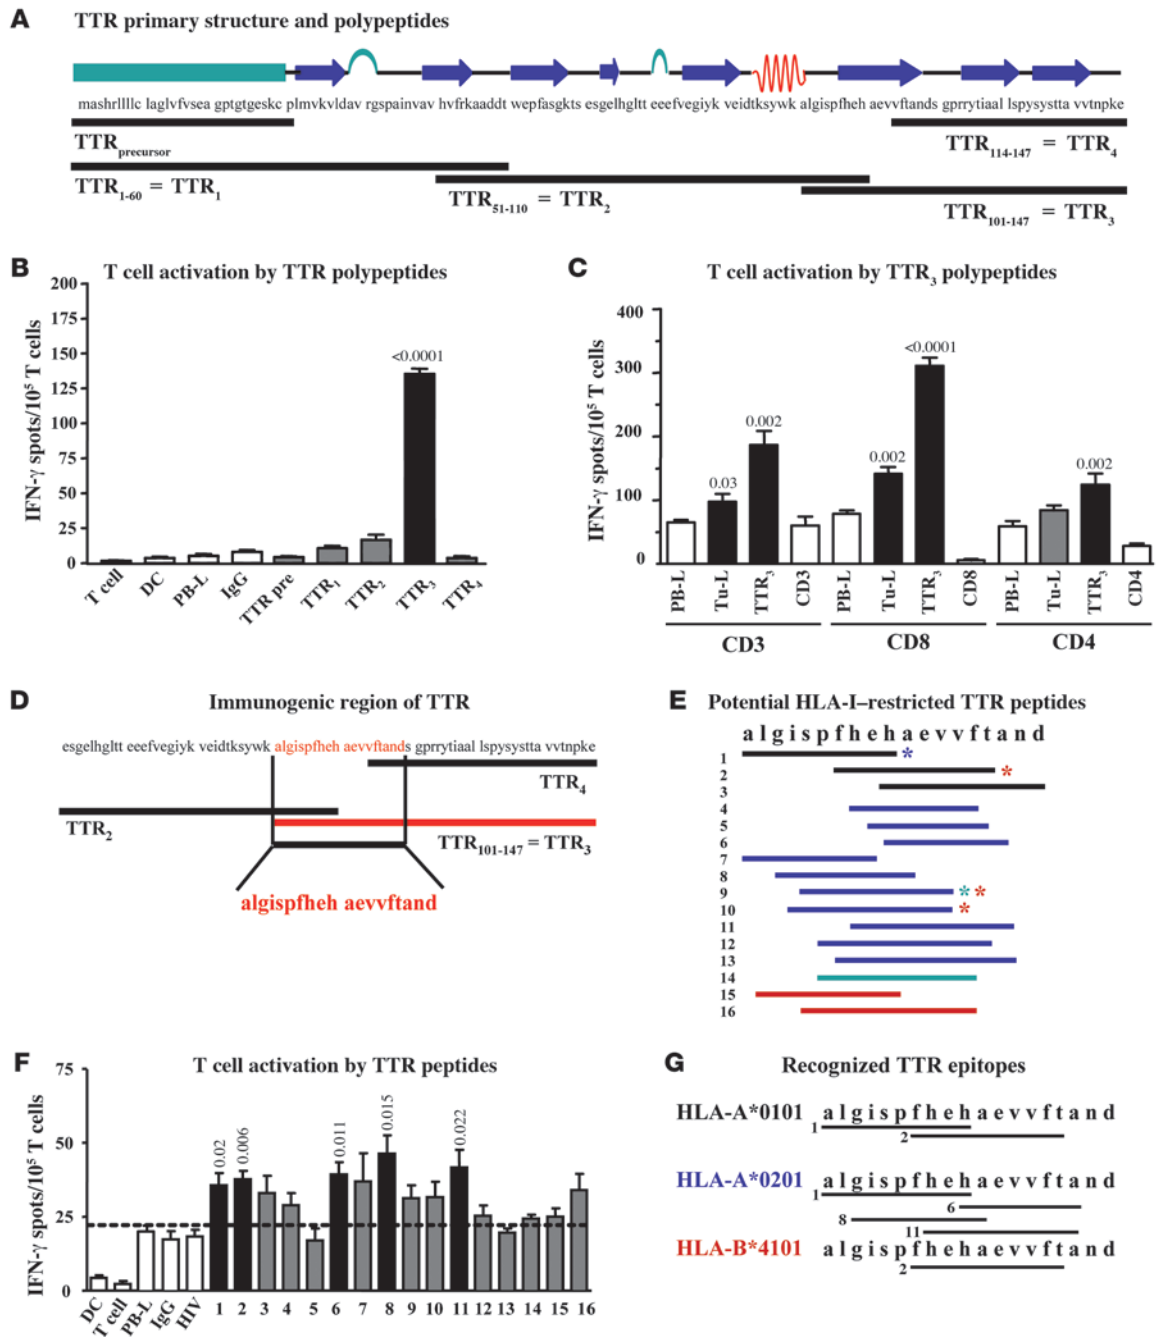 A TTR primary structure and polypeptides
mashrllllc laglvfvsea gptgtgeskc plmvkvldav rgspainvav hvfrkaaddt wepfasgkts esgelhgltt eeefvegiyk veidtksywk algispfheh aevvftands gprrytiaal lspysystta vvtnpke
TTRprecursor
TTR114-147 = TTR4
TTR1-60 = TTR1
TTR51-110 = TTR2
TTR101-147 = TTR3
B T cell activation by TTR polypeptides
IFN-γ spots/10⁵ T cells
200
175
150
125
100
75
50
25
0
<0.0001
T cell DC PB-L IgG TTR pre TTR1 TTR2 TTR3 TTR4
C T cell activation by TTR3 polypeptides
IFN-γ spots/10⁵ T cells
400
300
200
100
0
0.03 0.002 0.002 <0.0001 0.002
PB-L Tu-L TTR3 CD3 PB-L Tu-L TTR3 CD8 PB-L Tu-L TTR3 CD4
CD3 CD8 CD4
D Immunogenic region of TTR
esgelhgltt eeefvegiyk veidtksywk algispfheh aevvftands gprrytiaal lspysystta vvtnpke
TTR4
TTR2
TTR101-147 = TTR3
algispfheh aevvftand
E Potential HLA-I–restricted TTR peptides
a l g i s p f h e h a e v v f t a n d
1 *
2 *
3
4
5
6
7
8
9 * *
10 *
11
12
13
14
15
16
F T cell activation by TTR peptides
IFN-γ spots/10⁵ T cells
75
50
25
0
0.02 0.006 0.011 0.015 0.022
DC T cell PB-L IgG HIV 1 2 3 4 5 6 7 8 9 10 11 12 13 14 15 16
G Recognized TTR epitopes
HLA-A*0101 a l g i s p f h e h a e v v f t a n d
1
2
HLA-A*0201 a l g i s p f h e h a e v v f t a n d
1
6
8
11
HLA-B*4101 a l g i s p f h e h a e v v f t a n d
2